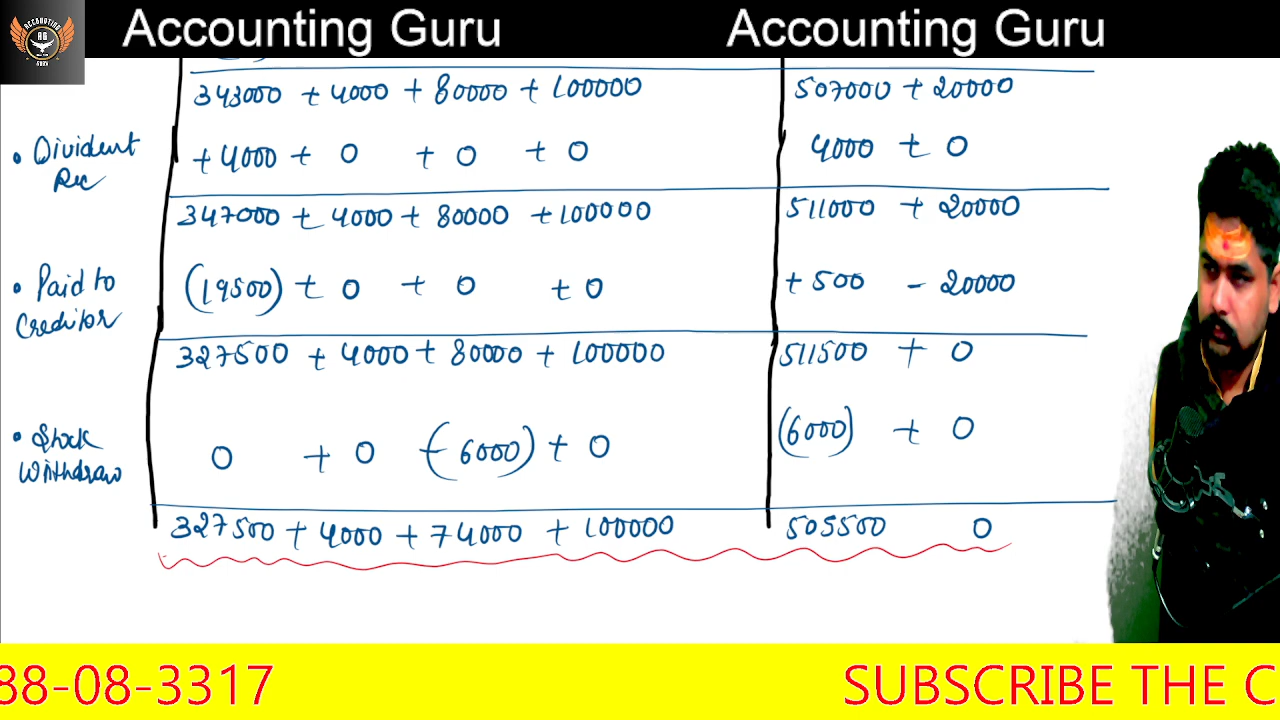 ACCOUNTING
AG
GURU
Accounting Guru Accounting Guru
343000 + 4000 + 80000 + 100000 507000 + 20000
• Divident Rec +4000 + 0 + 0 + 0 4000 + 0
347000 + 4000 + 80000 + 100000 511000 + 20000
• Paid to Creditor (19500) + 0 + 0 + 0 + 500 - 20000
327500 + 4000 + 80000 + 100000 511500 + 0
• Stock Withdraw 0 + 0 (-6000) + 0 (6000) + 0
327500 + 4000 + 74000 + 100000 505500 0
88-08-3317 SUBSCRIBE THE C